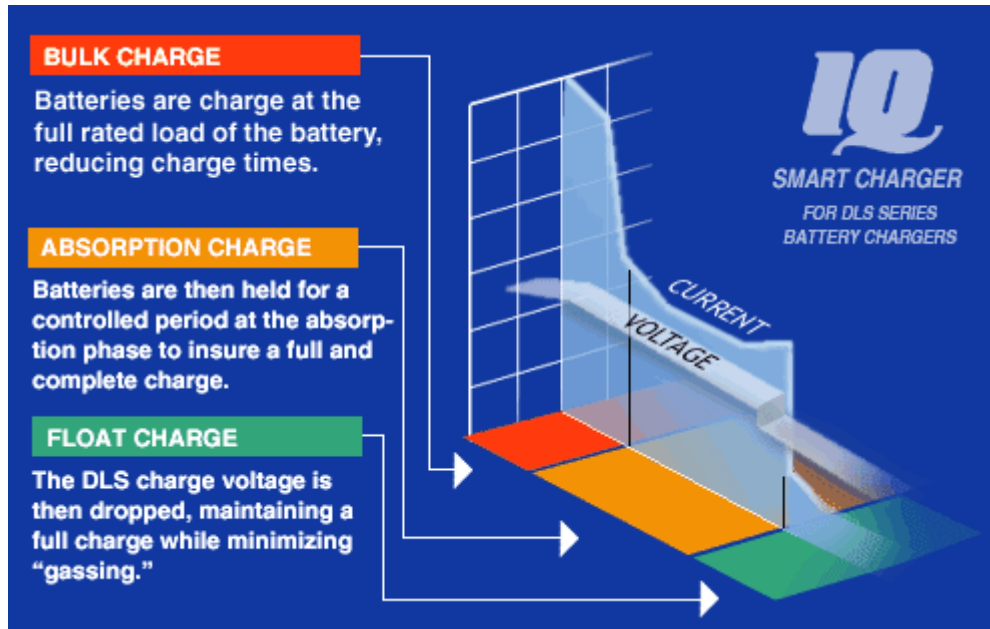 BULK CHARGE
Batteries are charge at the
full rated load of the battery,
reducing charge times.
ABSORPTION CHARGE
Batteries are then held for a
controlled period at the absorp-
tion phase to insure a full and
complete charge.
FLOAT CHARGE
The DLS charge voltage is
then dropped, maintaining a
full charge while minimizing
“gassing.”
IQ
SMART CHARGER
FOR DLS SERIES
BATTERY CHARGERS
CURRENT
VOLTAGE